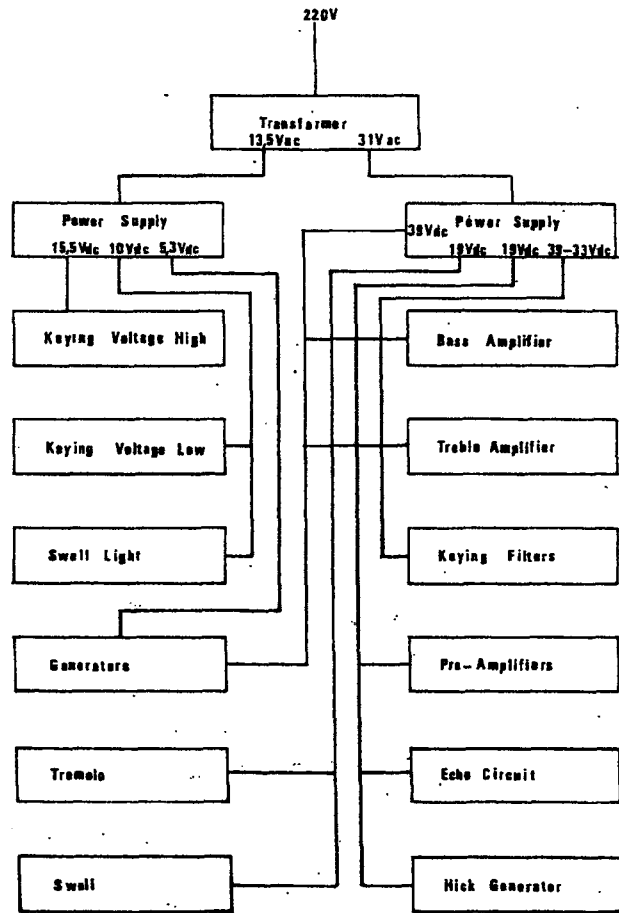 220V
Transformer
13,5Vac 31Vac
Power Supply
15,5Vdc 10Vdc 5,3Vdc
Power Supply
39Vdc
19Vdc 19Vdc 39-33Vdc
Keying Voltage High
Bass Amplifier
Keying Voltage Low
Treble Amplifier
Swell Light
Keying Filters
Generators
Pre-Amplifiers
Tremolo
Echo Circuit
Swell
Hick Generator